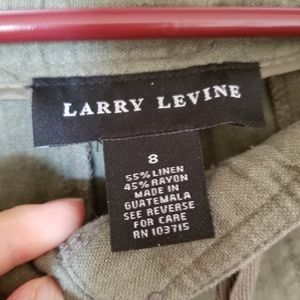 LARRY LEVINE
8
55% LINEN
45% RAYON
MADE IN
GUATEMALA
SEE REVERSE
FOR CARE
RN 103715